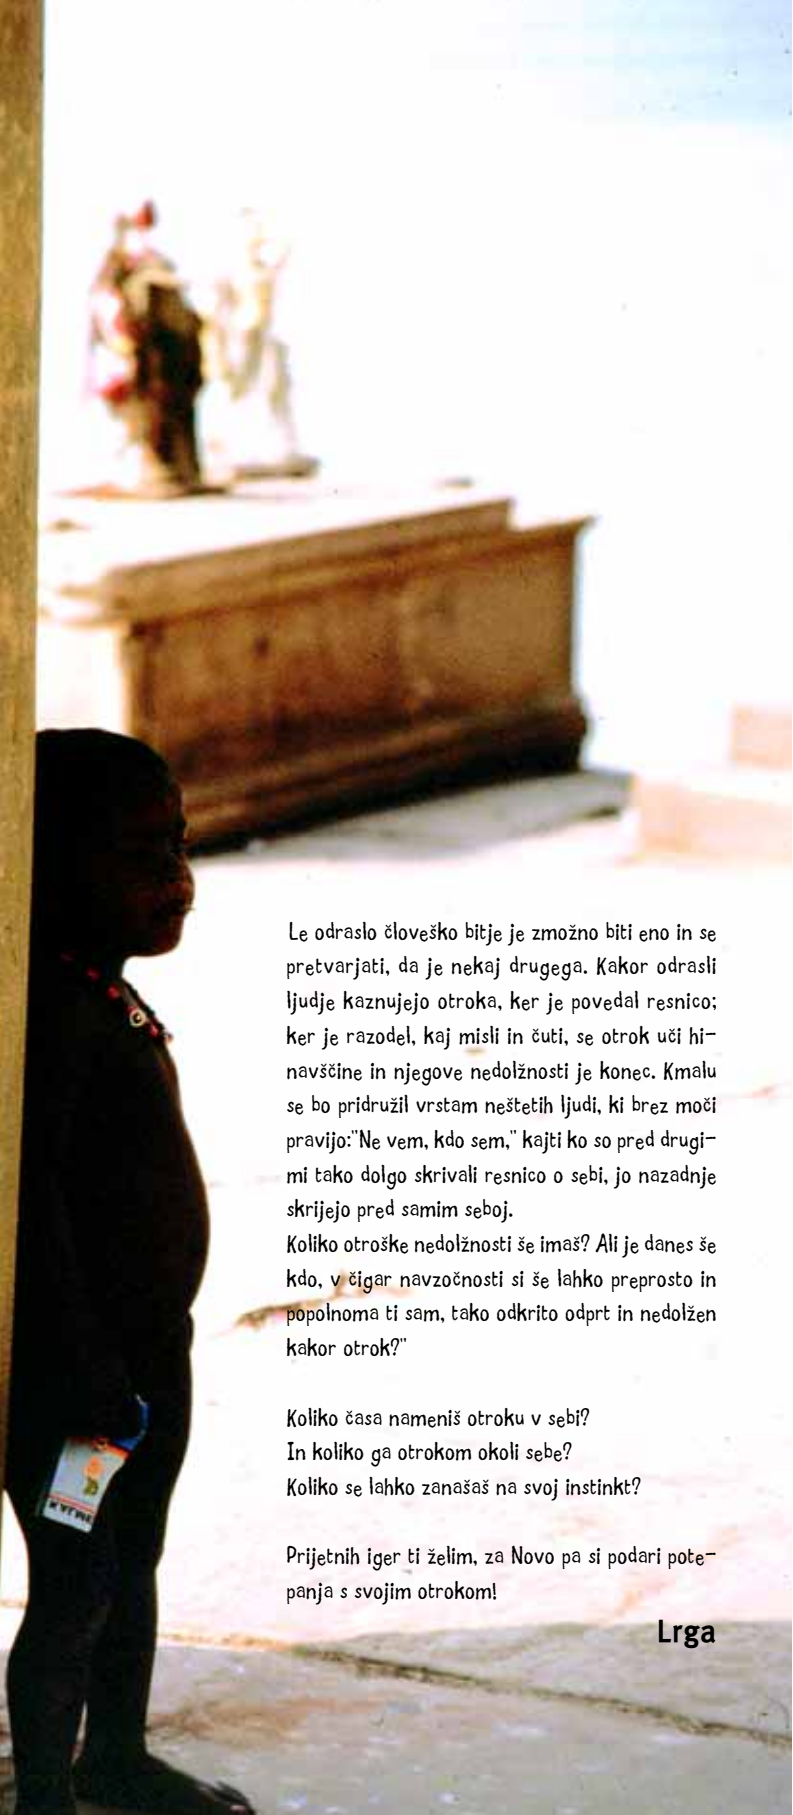 Le odraslo človeško bitje je zmožno biti eno in se
pretvarjati, da je nekaj drugega. Kakor odrasli
ljudje kaznujejo otroka, ker je povedal resnico;
ker je razodel, kaj misli in čuti, se otrok uči hi-
navščine in njegove nedolžnosti je konec. Kmalu
se bo pridružil vrstam neštetih ljudi, ki brez moči
pravijo:"Ne vem, kdo sem," kajti ko so pred drugi-
mi tako dolgo skrivali resnico o sebi, jo nazadnje
skrijejo pred samim seboj.
Koliko otroške nedolžnosti še imaš? Ali je danes še
kdo, v čigar navzočnosti si še lahko preprosto in
popolnoma ti sam, tako odkrito odprt in nedolžen
kakor otrok?"
Koliko časa nameniš otroku v sebi?
In koliko ga otrokom okoli sebe?
Koliko se lahko zanašaš na svoj instinkt?
Prijetnih iger ti želim, za Novo pa si podari pote-
panja s svojim otrokom!
Lrga